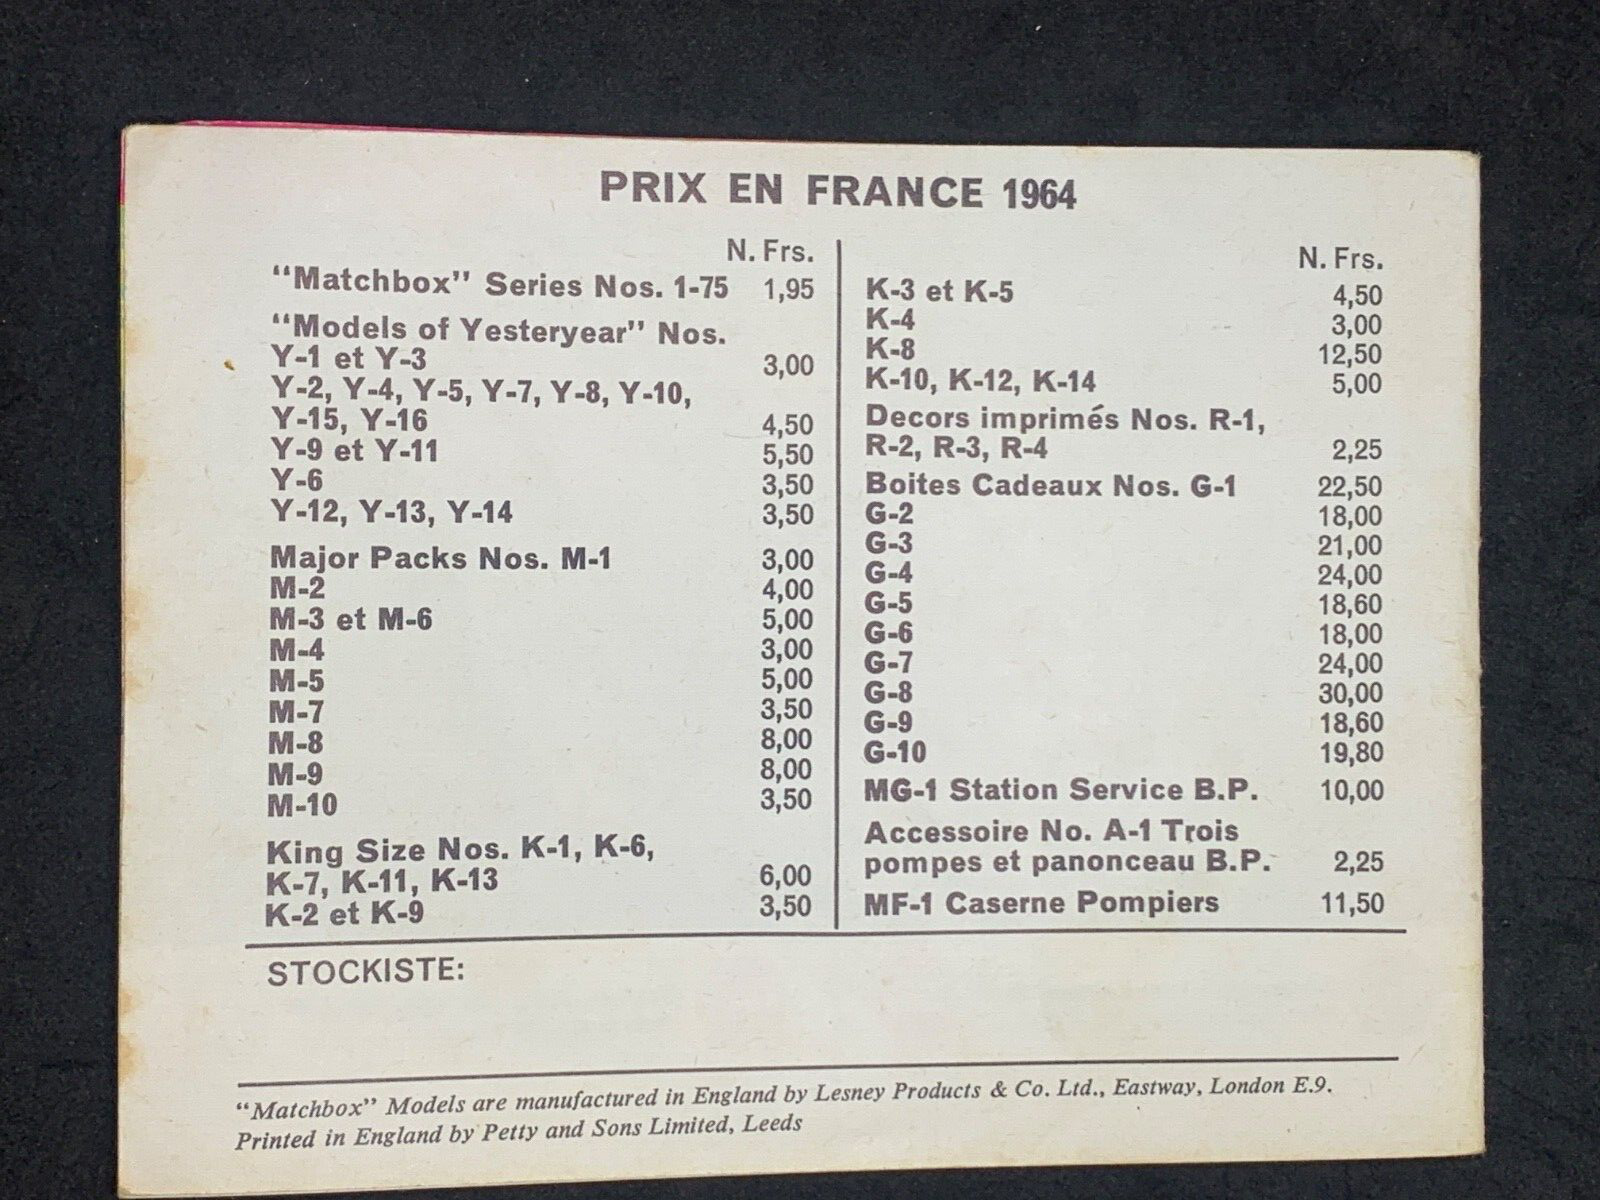 PRIX EN FRANCE 1964
N. Frs.
"Matchbox" Series Nos. 1-75 1,95
"Models of Yesteryear" Nos.
Y-1 et Y-3 3,00
Y-2, Y-4, Y-5, Y-7, Y-8, Y-10,
Y-15, Y-16 4,50
Y-9 et Y-11 5,50
Y-6 3,50
Y-12, Y-13, Y-14 3,50
Major Packs Nos. M-1 3,00
M-2 4,00
M-3 et M-6 5,00
M-4 3,00
M-5 5,00
M-7 3,50
M-8 8,00
M-9 8,00
M-10 3,50
King Size Nos. K-1, K-6,
K-7, K-11, K-13 6,00
K-2 et K-9 3,50
N. Frs.
K-3 et K-5 4,50
K-4 3,00
K-8 12,50
K-10, K-12, K-14 5,00
Decors imprimés Nos. R-1,
R-2, R-3, R-4 2,25
Boites Cadeaux Nos. G-1 22,50
G-2 18,00
G-3 21,00
G-4 24,00
G-5 18,60
G-6 18,00
G-7 24,00
G-8 30,00
G-9 18,60
G-10 19,80
MG-1 Station Service B.P. 10,00
Accessoire No. A-1 Trois
pompes et panonceau B.P. 2,25
MF-1 Caserne Pompiers 11,50
STOCKISTE:
"Matchbox" Models are manufactured in England by Lesney Products & Co. Ltd., Eastway, London E.9.
Printed in England by Petty and Sons Limited, Leeds